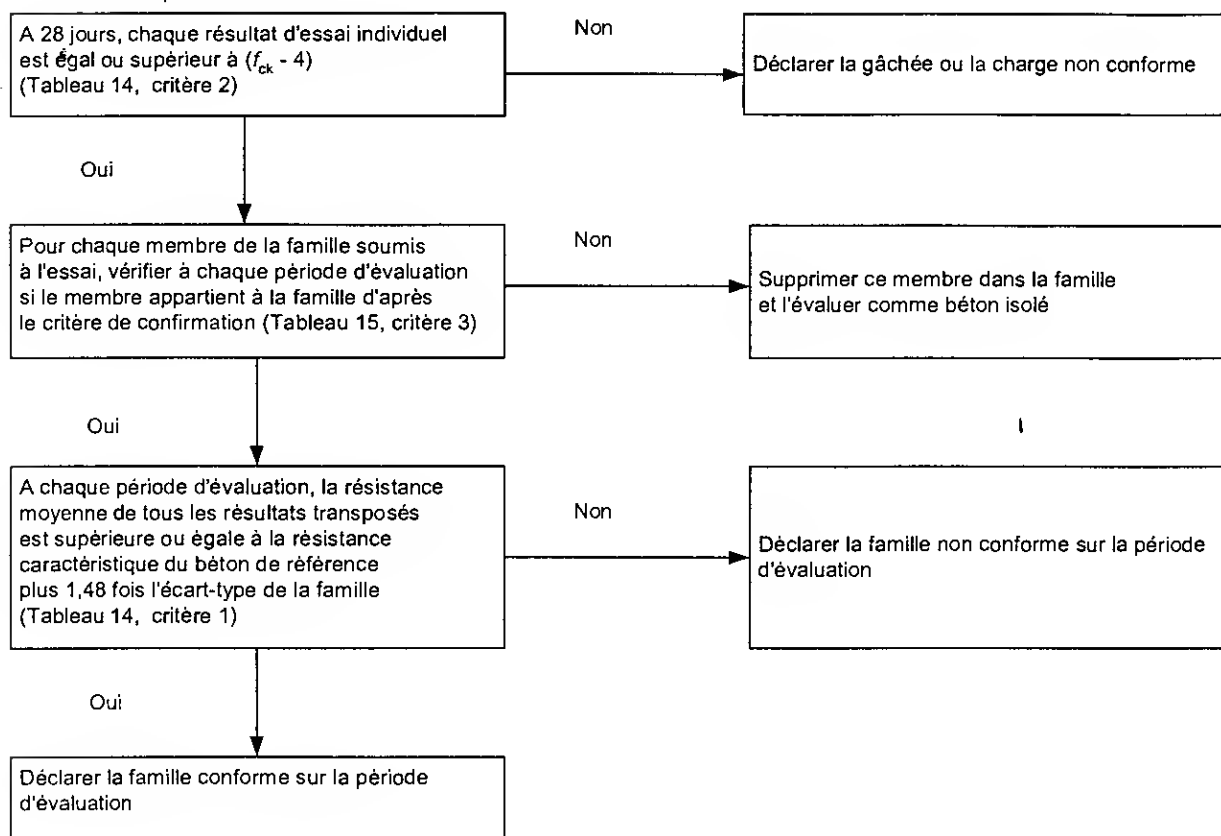 A 28 jours, chaque résultat d'essai individuel
est égal ou supérieur à (fck - 4)
(Tableau 14, critère 2)
Non
Déclarer la gâchée ou la charge non conforme
Oui
Pour chaque membre de la famille soumis
à l'essai, vérifier à chaque période d'évaluation
si le membre appartient à la famille d'après
le critère de confirmation (Tableau 15, critère 3)
Non
Supprimer ce membre dans la famille
et l'évaluer comme béton isolé
Oui
A chaque période d'évaluation, la résistance
moyenne de tous les résultats transposés
est supérieure ou égale à la résistance
caractéristique du béton de référence
plus 1,48 fois l'écart-type de la famille
(Tableau 14, critère 1)
Non
Déclarer la famille non conforme sur la période
d'évaluation
Oui
Déclarer la famille conforme sur la période
d'évaluation